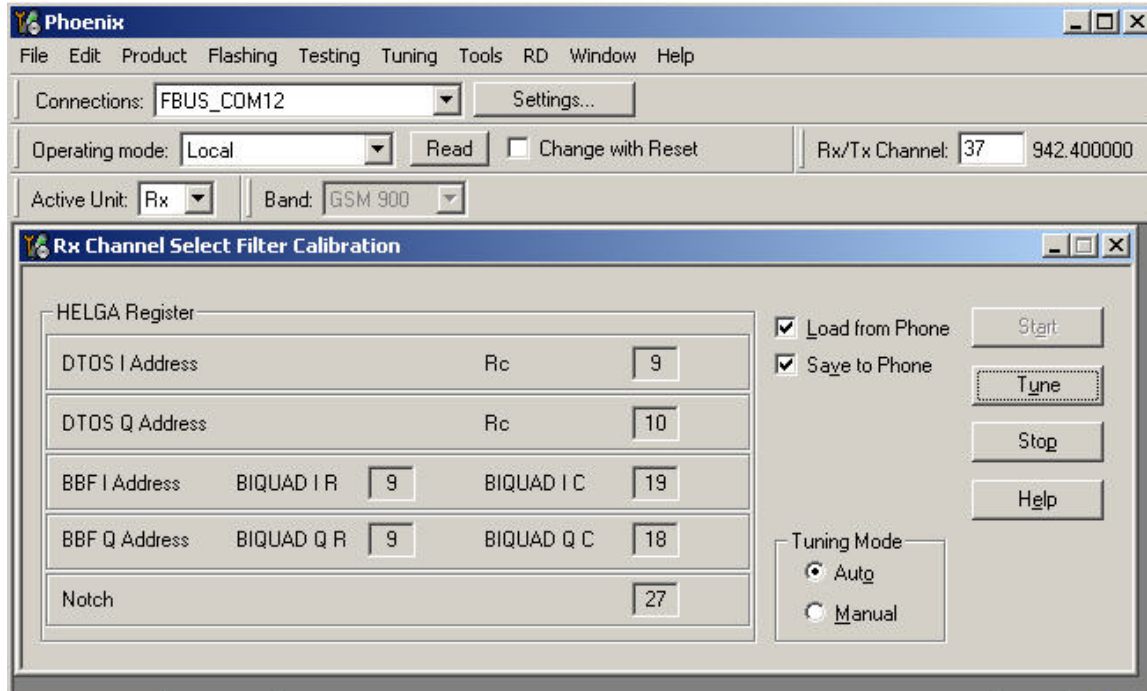 Phoenix
File Edit Product Flashing Testing Tuning Tools RD Window Help
Connections: FBUS_COM12 Settings...
Operating mode: Local Read Change with Reset Rx/Tx Channel: 37 942.400000
Active Unit: Rx Band: GSM 900
Rx Channel Select Filter Calibration
HELGA Register
Load from Phone Start
DTOS I Address Rc 9
Save to Phone
Tune
DTOS Q Address Rc 10
Stop
BBF I Address BIQUAD I R 9 BIQUAD I C 19
Help
BBF Q Address BIQUAD Q R 9 BIQUAD Q C 18
Tuning Mode
Auto
Notch 27
Manual